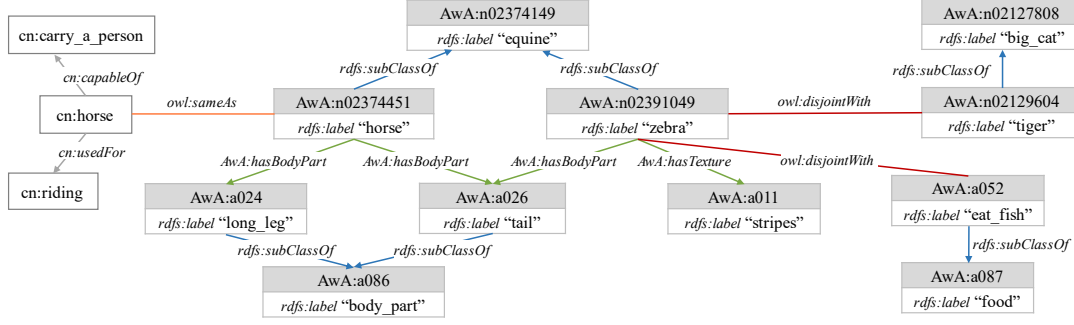 AwA:n02374149
rdfs:label “equine”
AwA:n02127808
rdfs:label “big_cat”
cn:carry_a_person
cn:capableOf
rdfs:subClassOf
rdfs:subClassOf
rdfs:subClassOf
cn:horse
owl:sameAs
AwA:n02374451
rdfs:label “horse”
AwA:n02391049
rdfs:label “zebra”
owl:disjointWith
AwA:n02129604
rdfs:label “tiger”
cn:usedFor
cn:riding
AwA:hasBodyPart
AwA:hasBodyPart
AwA:hasBodyPart
AwA:hasTexture
owl:disjointWith
AwA:a024
rdfs:label “long_leg”
AwA:a026
rdfs:label “tail”
AwA:a011
rdfs:label “stripes”
AwA:a052
rdfs:label “eat_fish”
rdfs:subClassOf
rdfs:subClassOf
rdfs:subClassOf
AwA:a086
rdfs:label “body_part”
AwA:a087
rdfs:label “food”